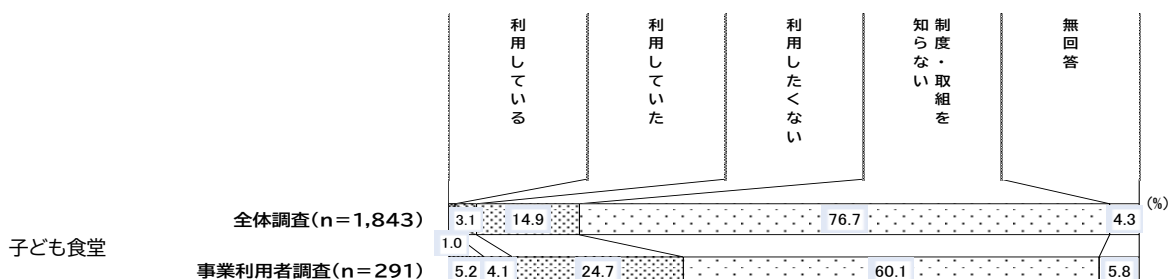 利用している
利用していた
利用したくない
制度・取組を
知らない
無回答
(%)
全体調査(n=1,843)
3.1
14.9
76.7
4.3
1.0
子ども食堂
事業利用者調査(n=291)
5.2
4.1
24.7
60.1
5.8